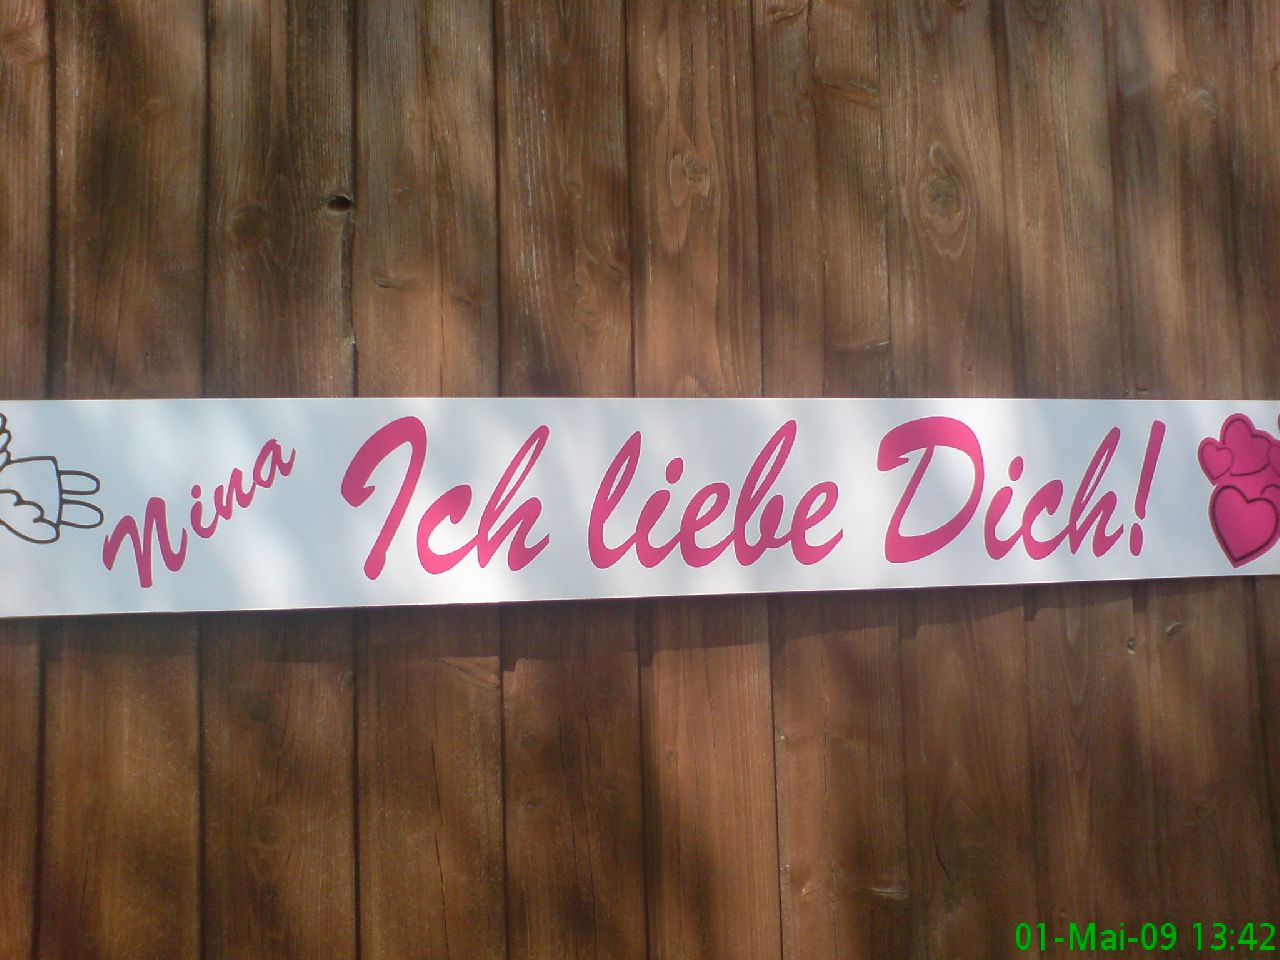 Nina Ich liebe Dich!
01-Mai-09 13:42